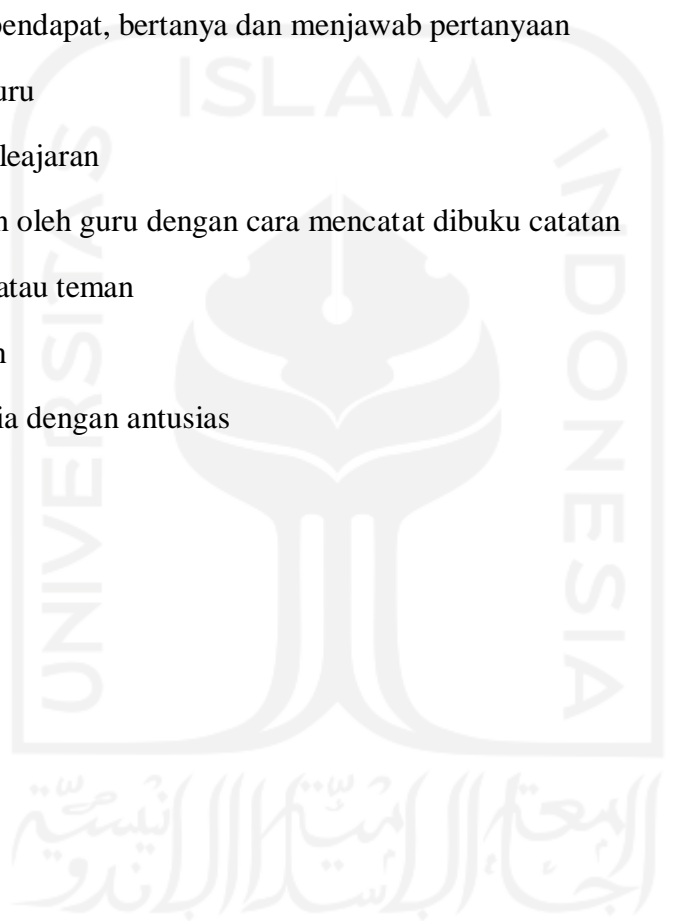 pendapat, bertanya dan menjawab pertanyaan
uru
leajaran
n oleh guru dengan cara mencatat dibuku catatan
atau teman
n
ia dengan antusias
ISLAM
UNIVERSITAS
INDONESIA